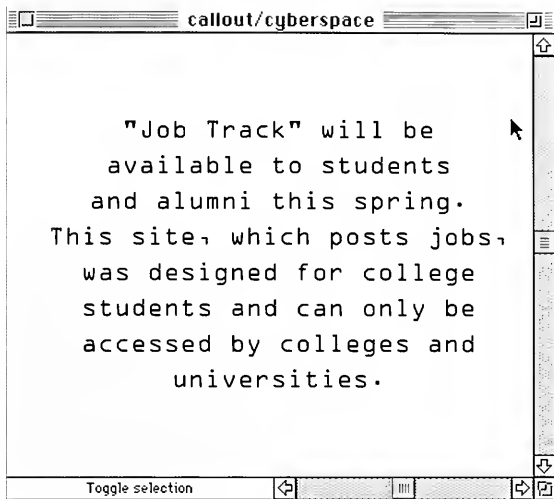 callout/cyberspace
"Job Track" will be
available to students
and alumni this spring.
This site, which posts jobs,
was designed for college
students and can only be
accessed by colleges and
universities.
Toggle selection